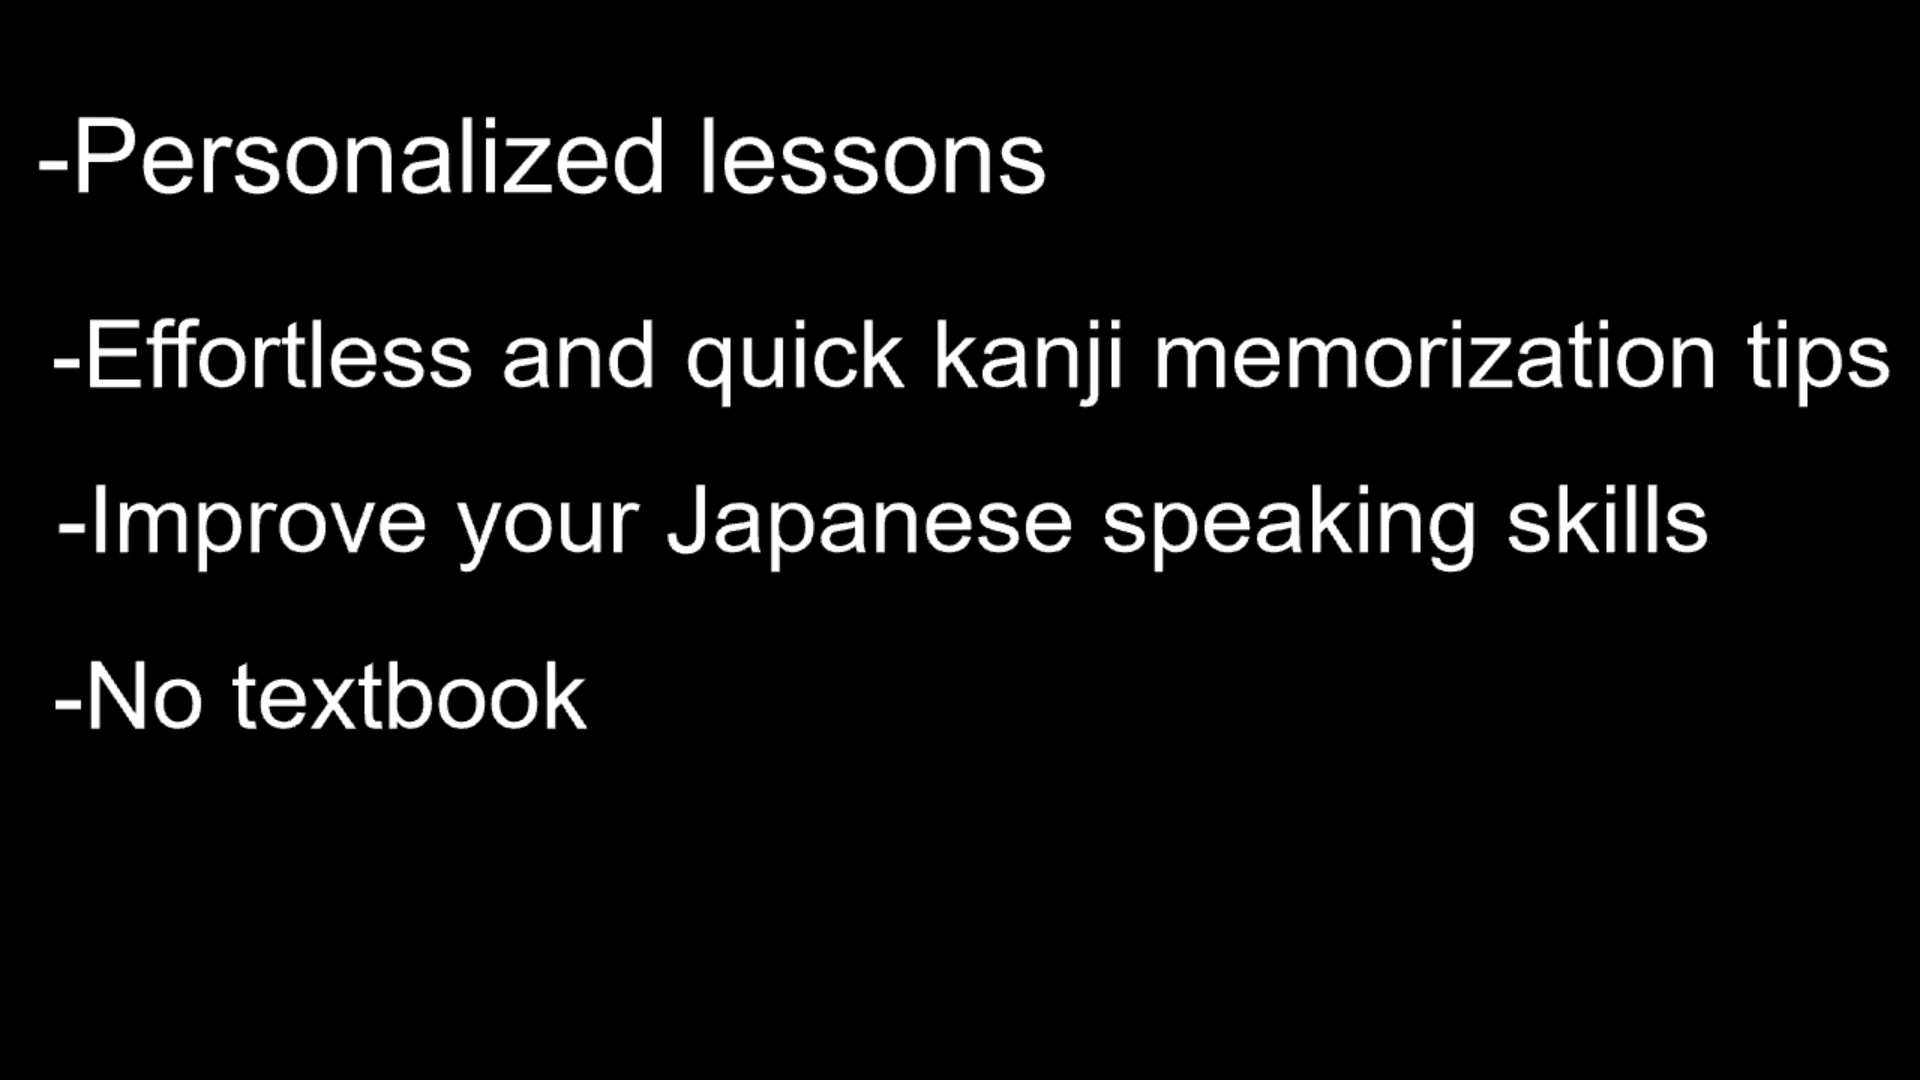 -Personalized lessons
-Effortless and quick kanji memorization tips
-Improve your Japanese speaking skills
-No textbook